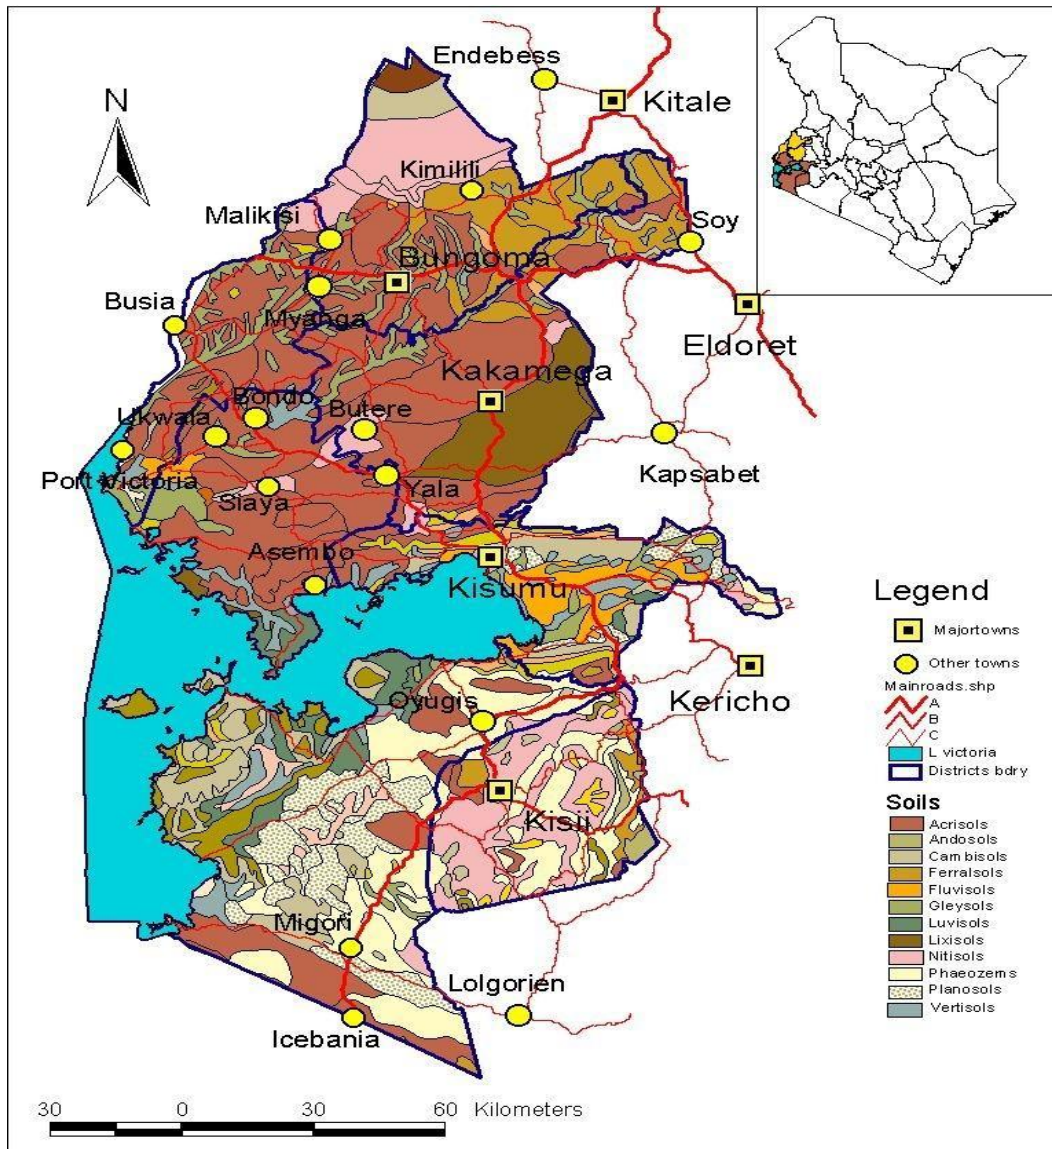 Endebess
N
Kitale
Kimilili
Malikisi
Soy
Bungoma
Busia
Myanga
Eldoret
Kakamega
Bondo
Butere
Ukwala
Kapsabet
Port Victoria
Yala
Siaya
Asembo
Kisumu
Legend
Majortowns
Other towns
Kericho
Mainroads.shp
A
Oyugis
B
C
L victoria
Districts bdry
Soils
Kisii
Acrisols
Andosols
Cambisols
Ferralsols
Fluvisols
Gleysols
Luvisols
Migori
Lixisols
Nitisols
Phaeozems
Lolgorien
Planosols
Vertisols
Icebania
30 0 30 60 Kilometers